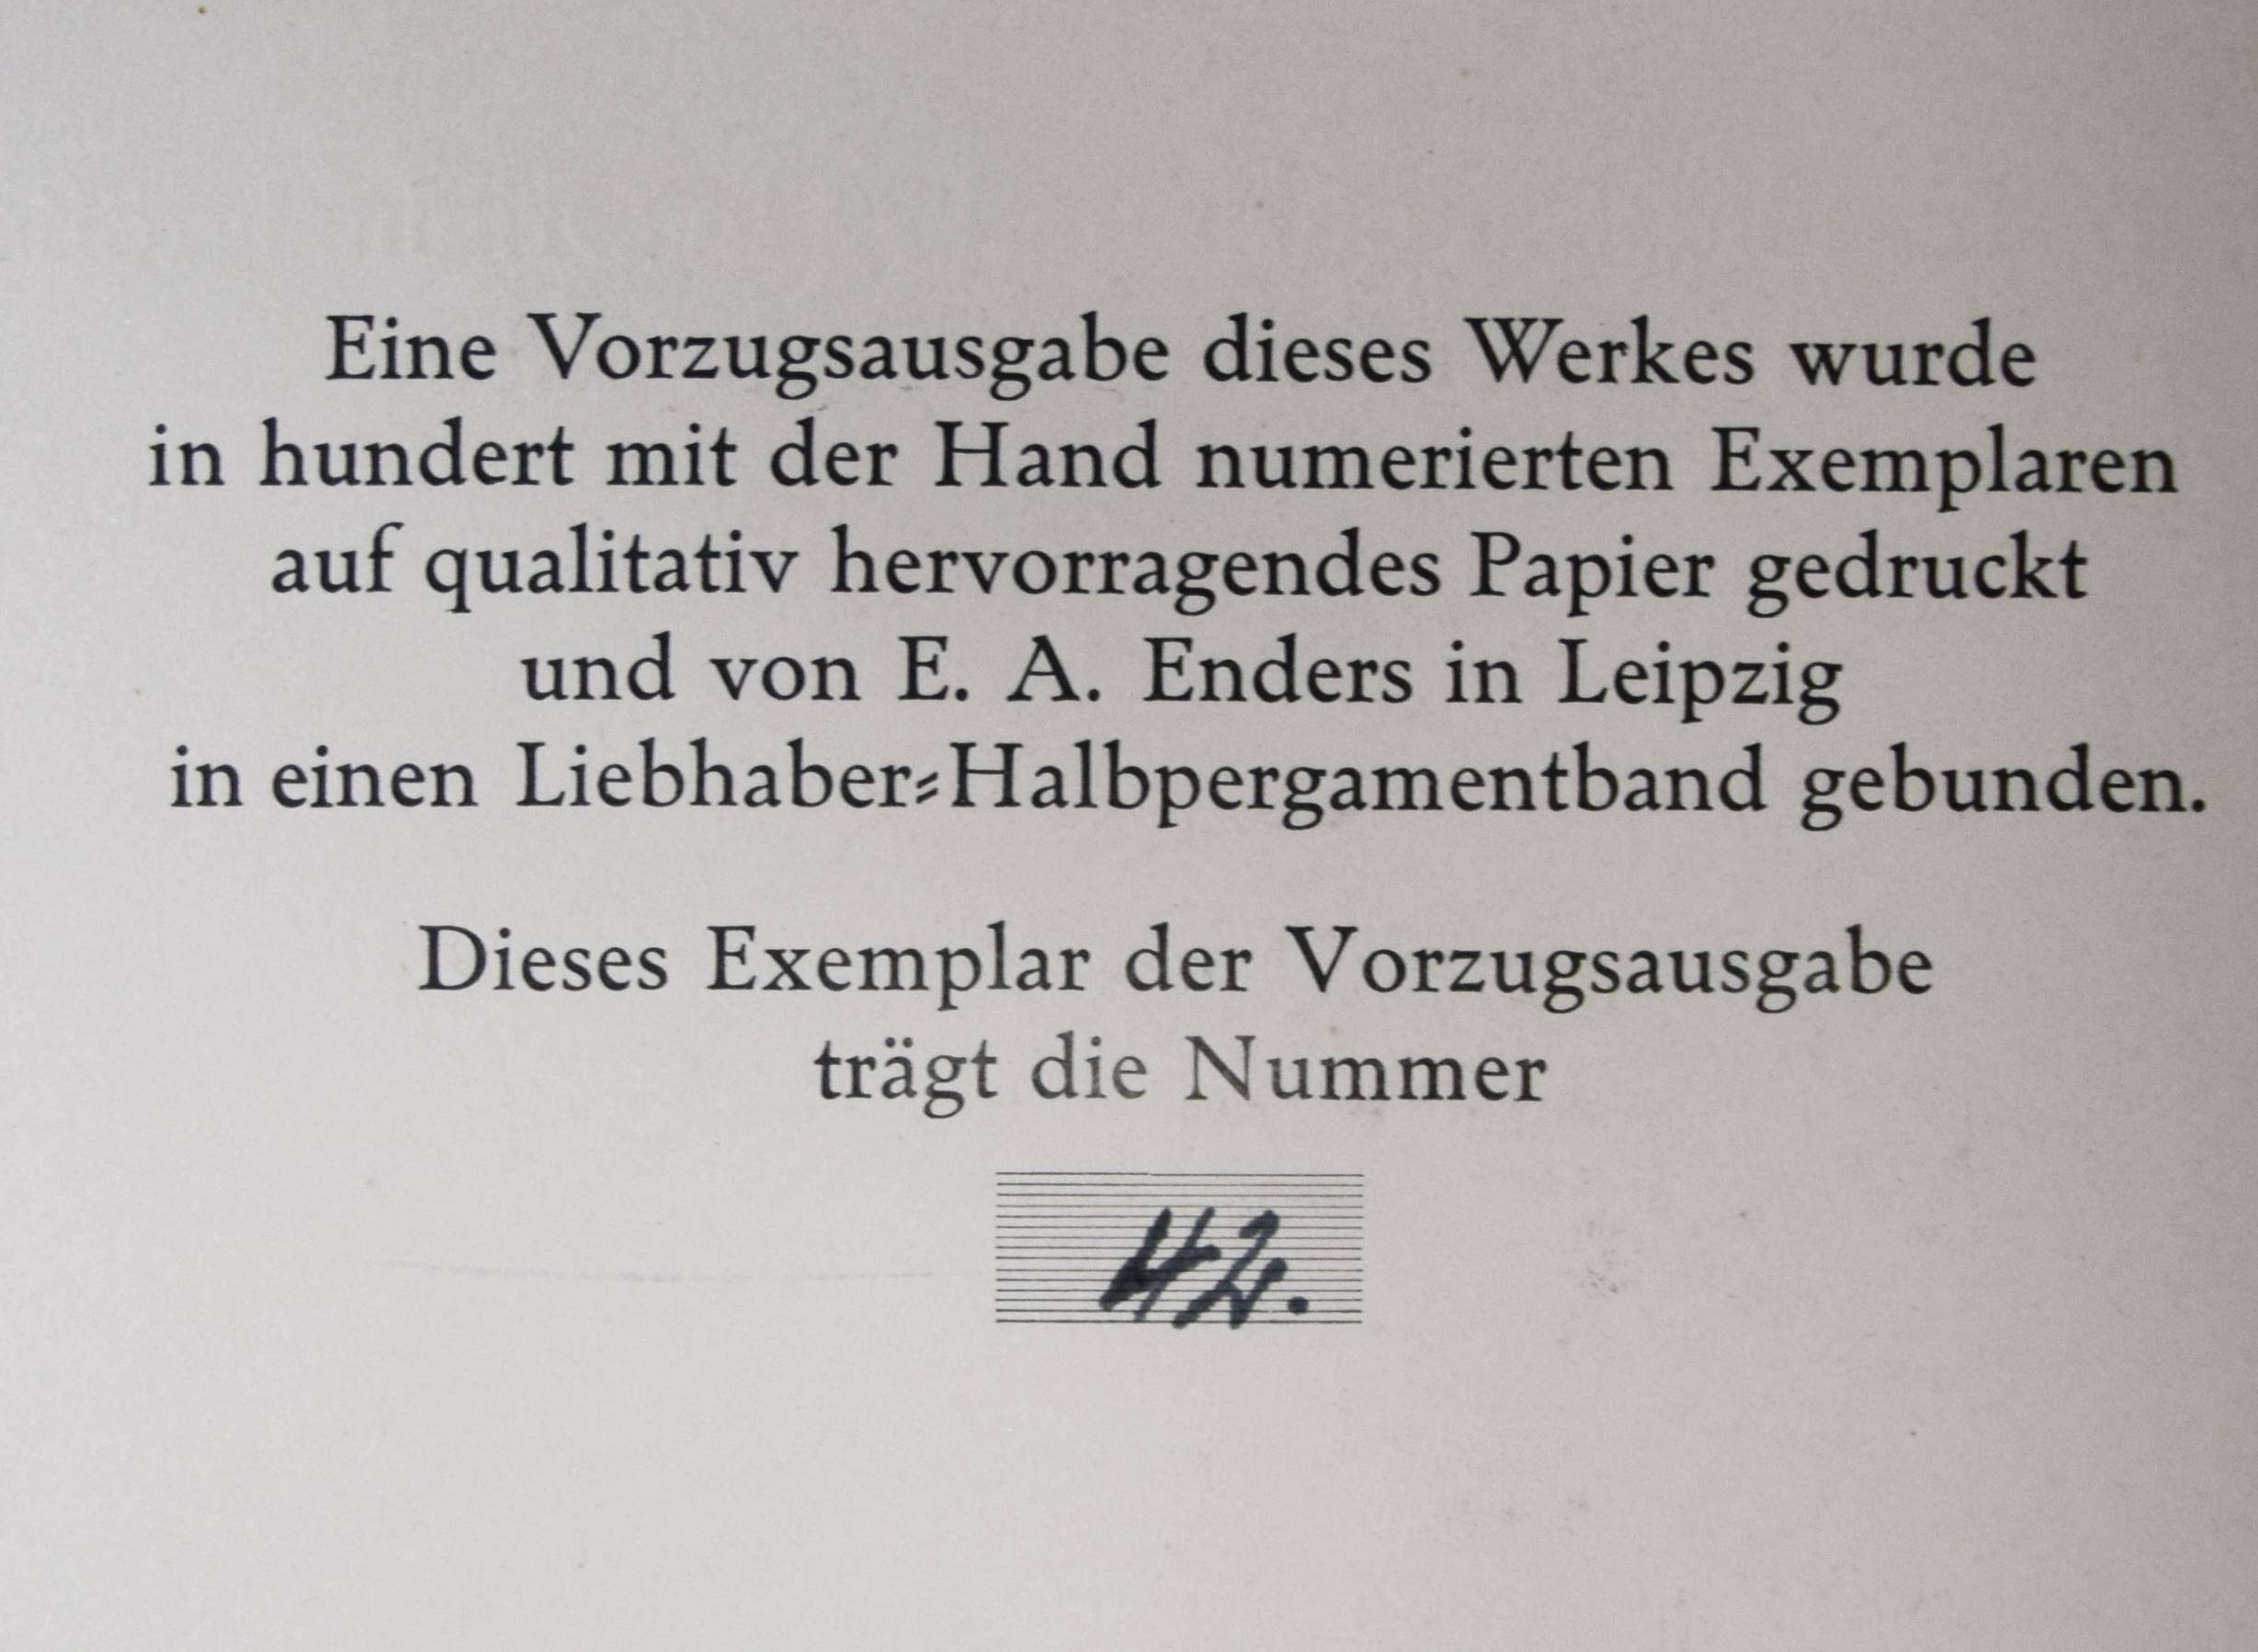 Eine Vorzugsausgabe dieses Werkes wurde
in hundert mit der Hand numerierten Exemplaren
auf qualitativ hervorragendes Papier gedruckt
und von E. A. Enders in Leipzig
in einen Liebhaber⸗Halbpergamentband gebunden.
Dieses Exemplar der Vorzugsausgabe
trägt die Nummer
42.